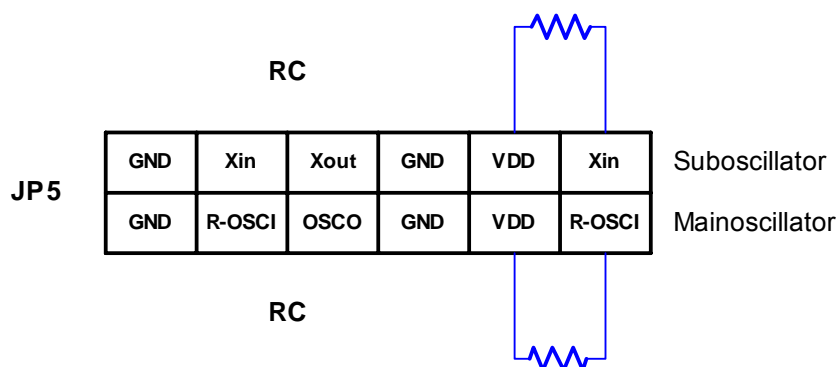 RC
GND Xin Xout GND VDD Xin Suboscillator
JP5
GND R-OSCI OSCO GND VDD R-OSCI Mainoscillator
RC